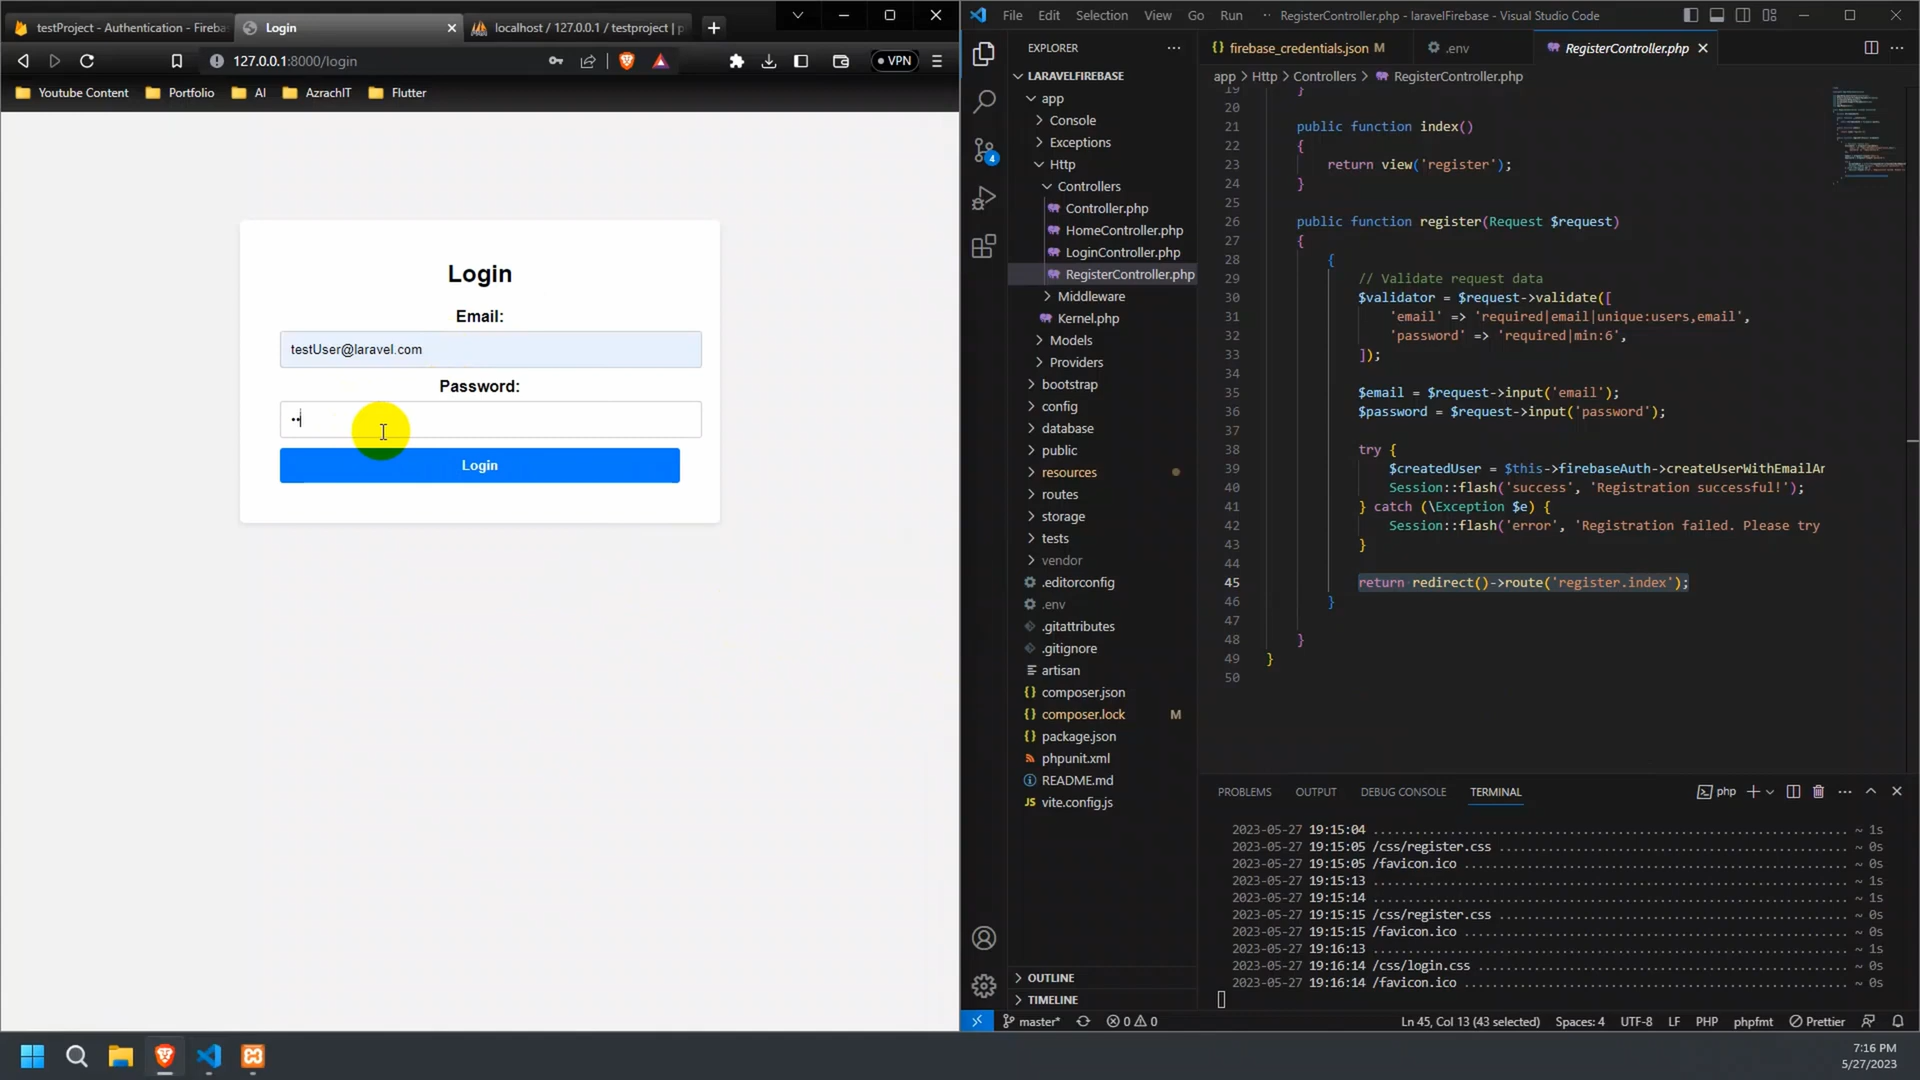 testProject - Authentication - Fireba
Login
localhost / 127.0.0.1 / testproject | p
127.0.0.1:8000/login
VPN
Youtube Content
Portfolio
AI
AzrachIT
Flutter
Login
Email:
testUser@laravel.com
Password:
Login
File Edit Selection View Go Run ··
RegisterController.php - laravelFirebase - Visual Studio Code
EXPLORER
LARAVELFIREBASE
app
Console
Exceptions
Http
Controllers
Controller.php
HomeController.php
LoginController.php
RegisterController.php
Middleware
Kernel.php
Models
Providers
bootstrap
config
database
public
resources
routes
storage
tests
vendor
.editorconfig
.env
.gitattributes
.gitignore
artisan
composer.json
composer.lock M
package.json
phpunit.xml
README.md
vite.config.js
OUTLINE
TIMELINE
4
firebase_credentials.json M
.env
RegisterController.php
app > Http > Controllers > RegisterController.php
19 }
20
21 public function index()
22 {
23 return view('register');
24 }
25
26 public function register(Request $request)
27 {
28 {
29 // Validate request data
30 $validator = $request->validate([
31 'email' => 'required|email|unique:users,email',
32 'password' => 'required|min:6',
33 ]);
34
35 $email = $request->input('email');
36 $password = $request->input('password');
37
38 try {
39 $createdUser = $this->firebaseAuth->createUserWithEmailAr
40 Session::flash('success', 'Registration successful!');
41 } catch (\Exception $e) {
42 Session::flash('error', 'Registration failed. Please try
43 }
44
45 return redirect()->route('register.index');
46 }
47
48 }
49 }
50
PROBLEMS OUTPUT DEBUG CONSOLE TERMINAL
php
2023-05-27 19:15:04 ~ 1s
2023-05-27 19:15:05 /css/register.css ~ 0s
2023-05-27 19:15:05 /favicon.ico ~ 0s
2023-05-27 19:15:13 ~ 1s
2023-05-27 19:15:14 ~ 1s
2023-05-27 19:15:15 /css/register.css ~ 0s
2023-05-27 19:15:15 /favicon.ico ~ 0s
2023-05-27 19:16:13 ~ 1s
2023-05-27 19:16:14 /css/login.css ~ 0s
2023-05-27 19:16:14 /favicon.ico ~ 0s
master* 0 0
Ln 45, Col 13 (43 selected) Spaces: 4 UTF-8 LF PHP phpfmt Prettier
7:16 PM
5/27/2023